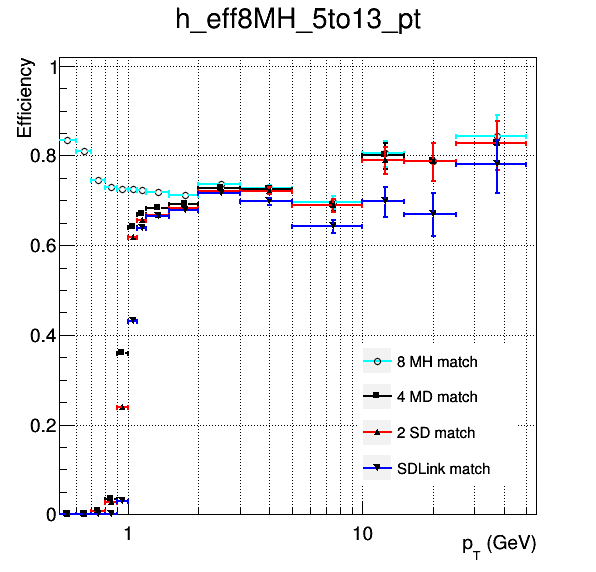 h_eff8MH_5to13_pt
Efficiency
1
0.8
0.6
0.4
0.2
0
8 MH match
4 MD match
2 SD match
SDLink match
1
10
p_T (GeV)